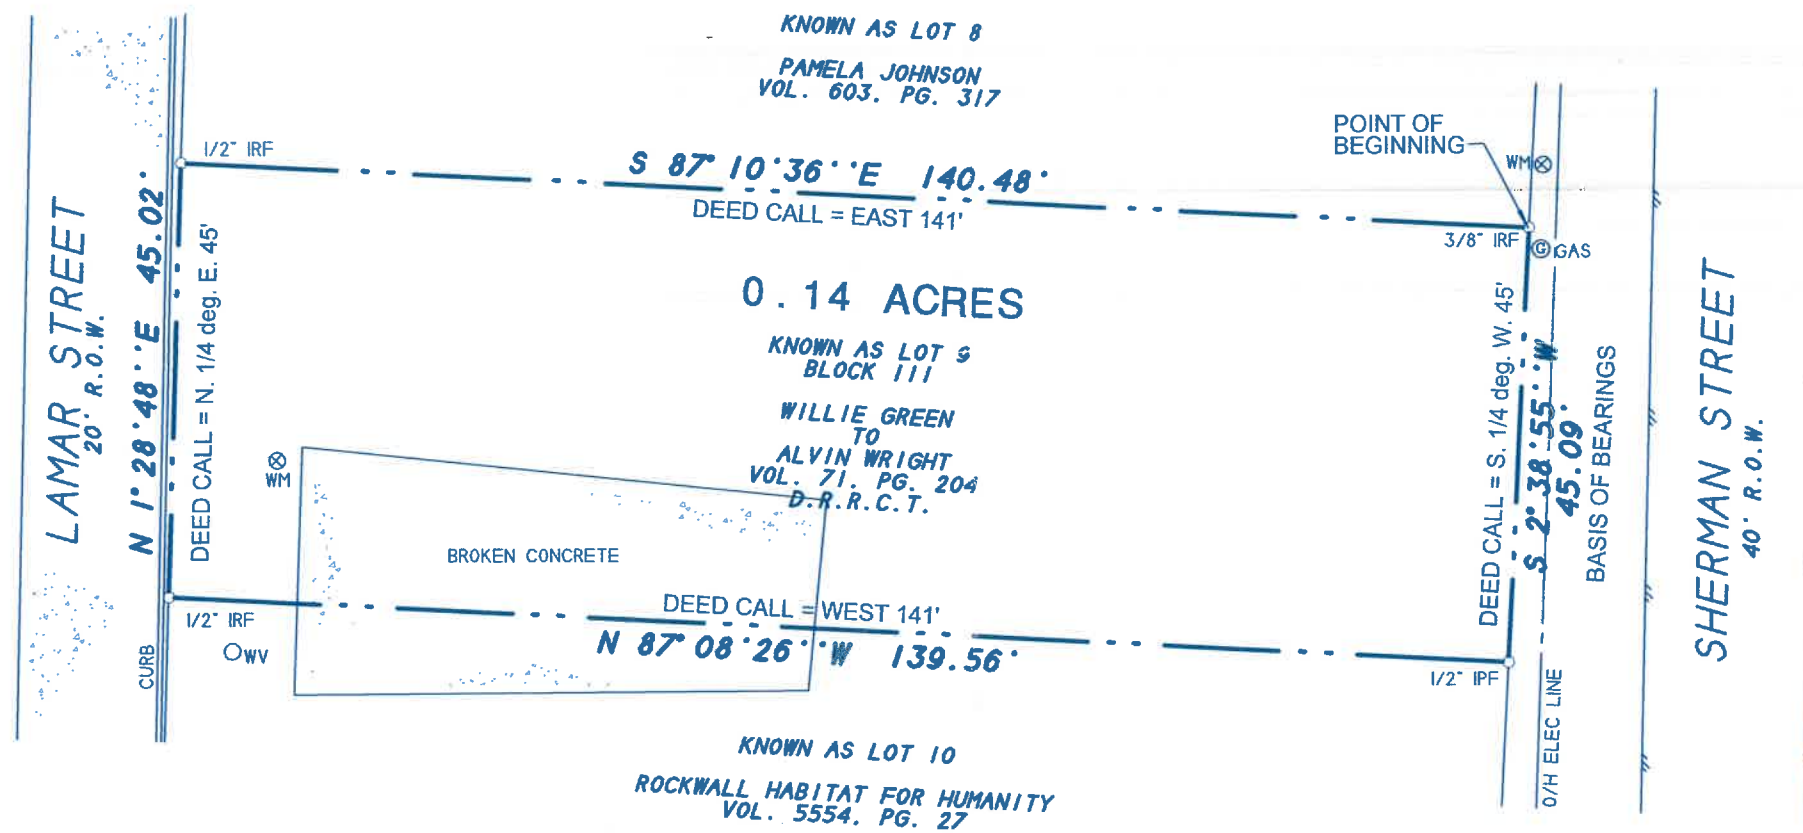 KNOWN AS LOT 8
PAMELA JOHNSON
VOL. 603. PG. 317
POINT OF
BEGINNING
WM
1/2" IRF
S 87° 10'36''E 140.48'
DEED CALL = EAST 141'
3/8" IRF
G GAS
LAMAR STREET
20' R.O.W.
N 1° 28'48''E 45.02'
DEED CALL = N. 1/4 deg. E. 45'
0.14 ACRES
KNOWN AS LOT 9
BLOCK III
WILLIE GREEN
TO
ALVIN WRIGHT
VOL. 71. PG. 204
D.R.R.C.T.
DEED CALL = S. 1/4 deg. W. 45'
S 2° 38'55''W
45.09'
BASIS OF BEARINGS
SHERMAN STREET
40' R.O.W.
WM
BROKEN CONCRETE
DEED CALL = WEST 141'
N 87° 08'26''W 139.56'
1/2" IRF
WV
CURB
1/2" IPF
O/H ELEC LINE
KNOWN AS LOT 10
ROCKWALL HABITAT FOR HUMANITY
VOL. 5554. PG. 27